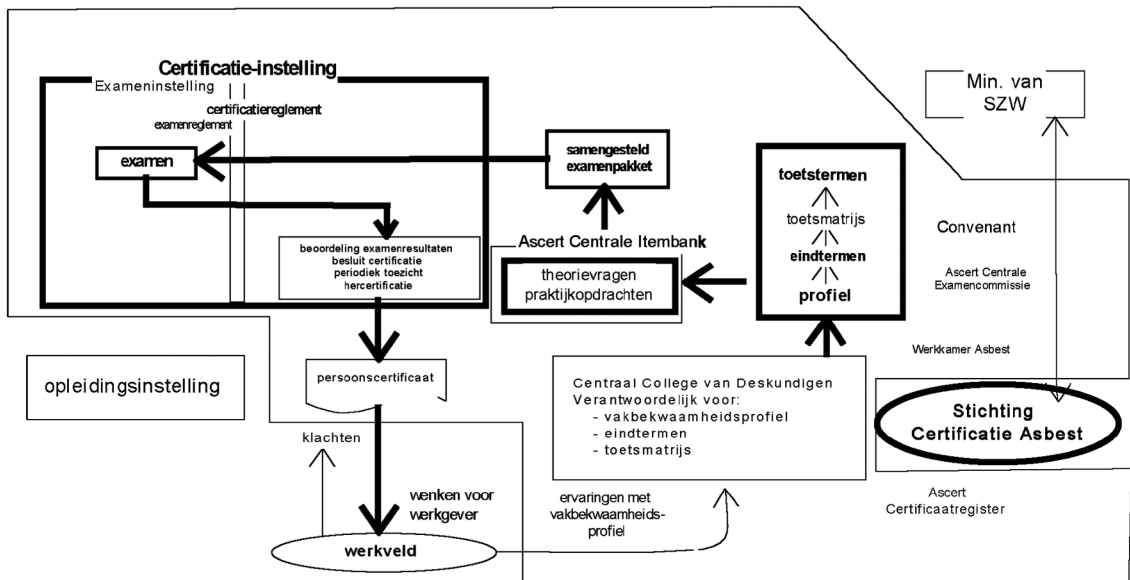 Certificatie-instelling
Exameninstelling
certificatiereglement
examenreglement
examen
beoordeling examenresultaten
besluit certificatie
periodiek toezicht
hercertificatie
samengesteld
examenpakket
Ascert Centrale Itembank
theorievragen
praktijkopdrachten
toetstermen
toetsmatrijs
eindtermen
profiel
Min. van
SZW
Convenant
Ascert Centrale
Examencommissie
Werkkamer Asbest
Stichting
Certificatie Asbest
Ascert
Certificaatregister
opleidingsinstelling
persoonscertificaat
klachten
wenken voor
werkgever
werkveld
ervaringen met
vakbekwaamheids-
profiel
Centraal College van Deskundigen
Verantwoordelijk voor:
- vakbekwaamheidsprofiel
- eindtermen
- toetsmatrijs